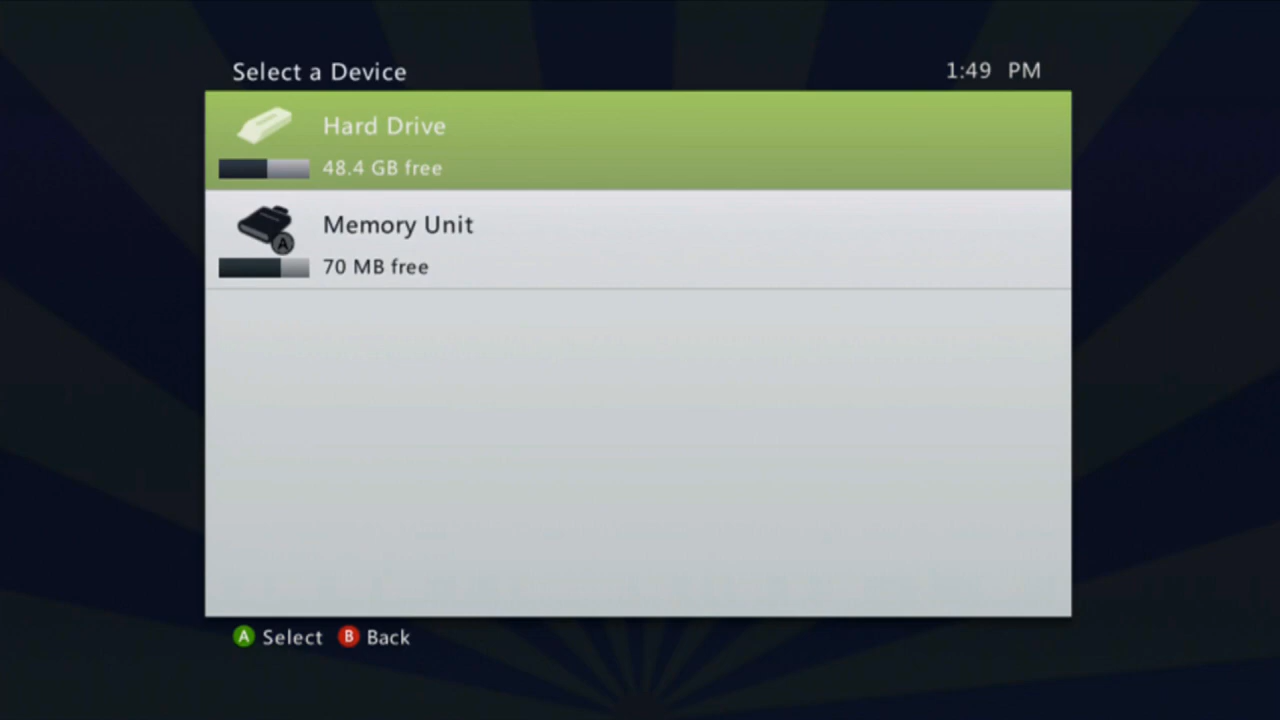 Select a Device
1:49 PM
Hard Drive
48.4 GB free
A
Memory Unit
70 MB free
A Select B Back